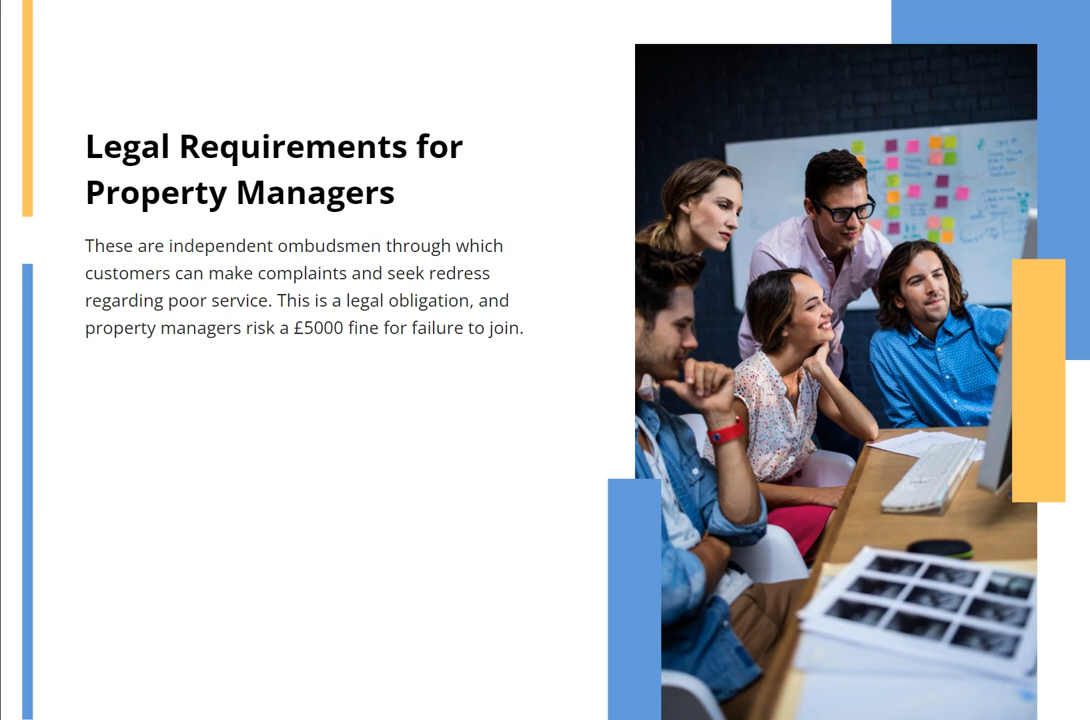 Legal Requirements for
Property Managers
These are independent ombudsmen through which
customers can make complaints and seek redress
regarding poor service. This is a legal obligation, and
property managers risk a £5000 fine for failure to join.